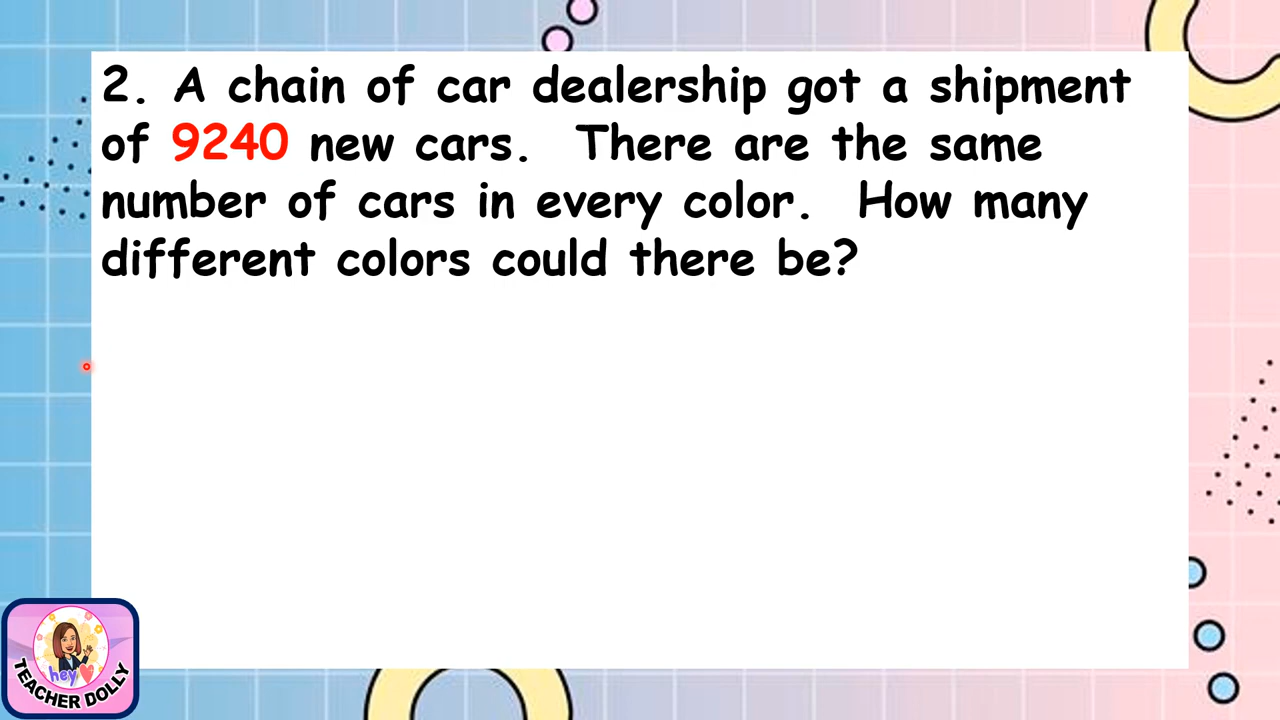 2. A chain of car dealership got a shipment
of 9240 new cars.  There are the same
number of cars in every color.  How many
different colors could there be?
hey
TEACHER DOLLY